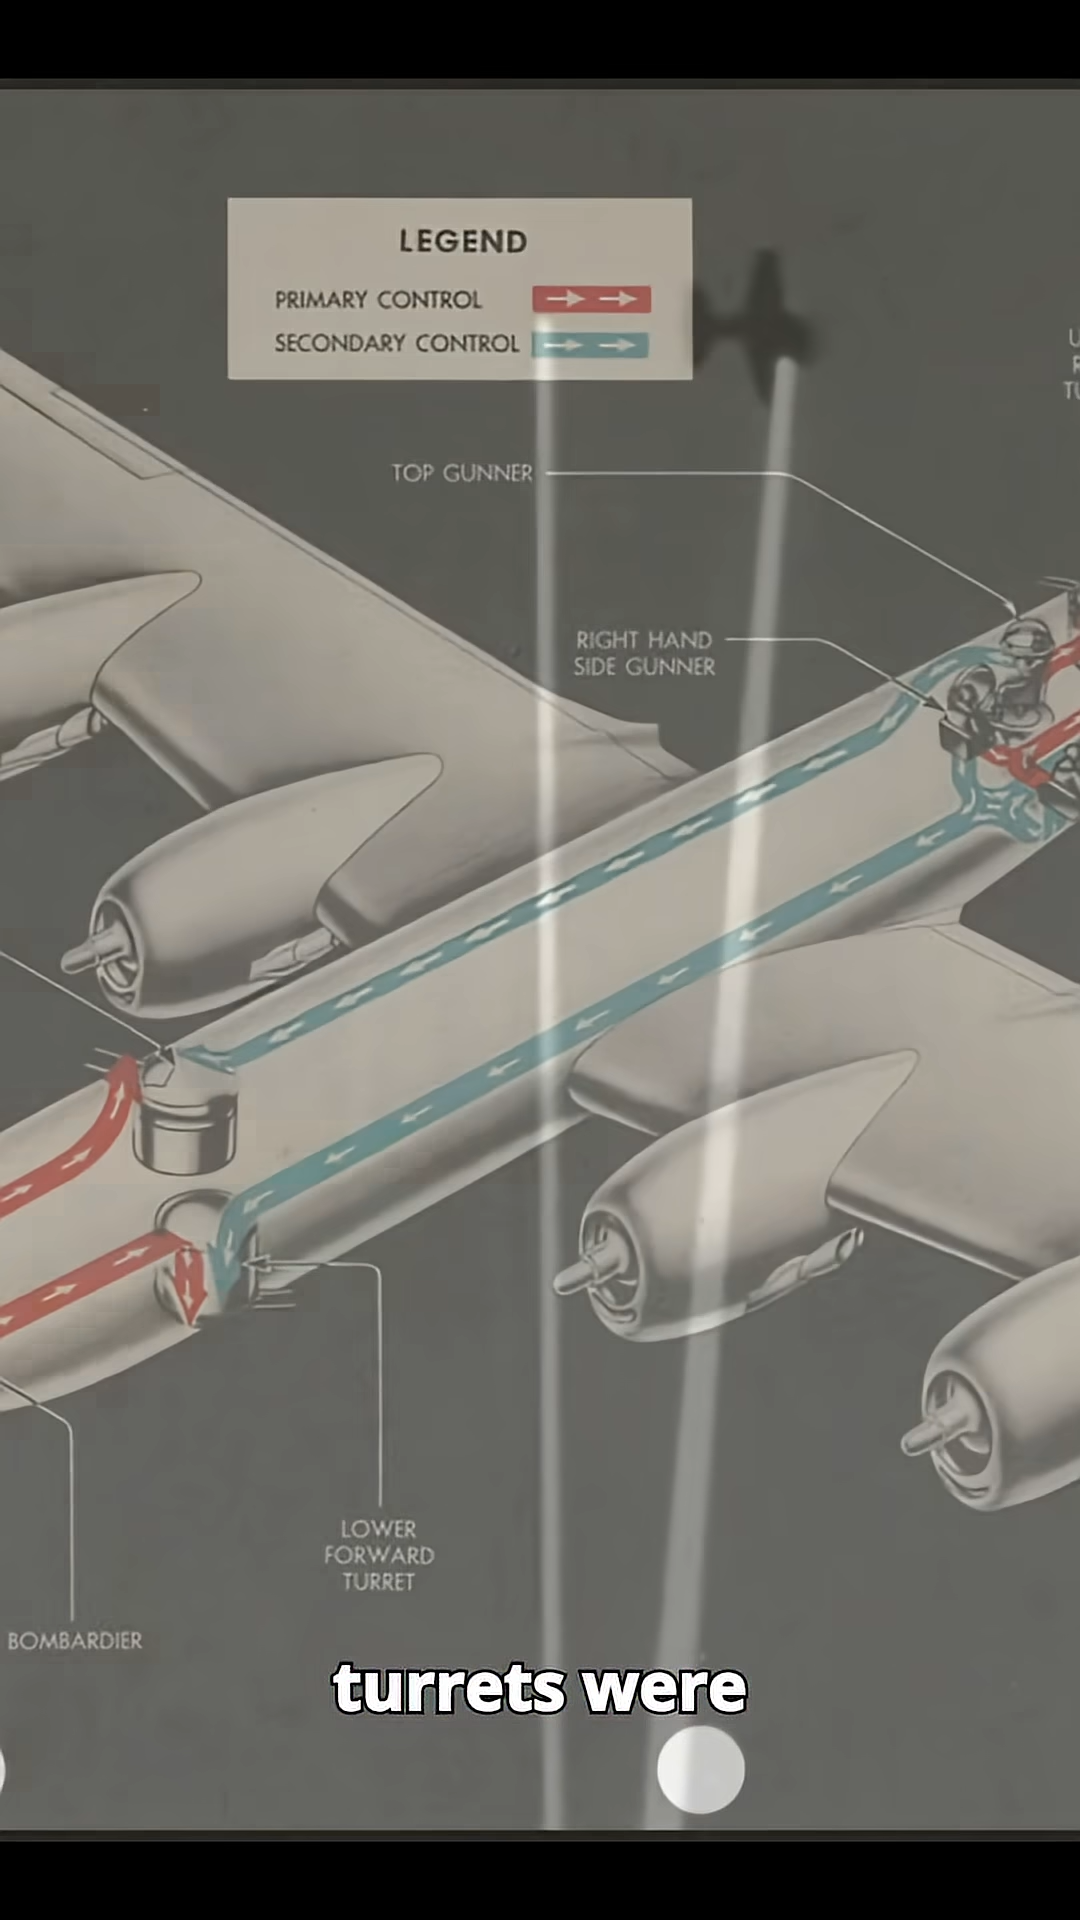 LEGEND
PRIMARY CONTROL
SECONDARY CONTROL
TOP GUNNER
RIGHT HAND
SIDE GUNNER
LOWER
FORWARD
TURRET
BOMBARDIER
turrets were